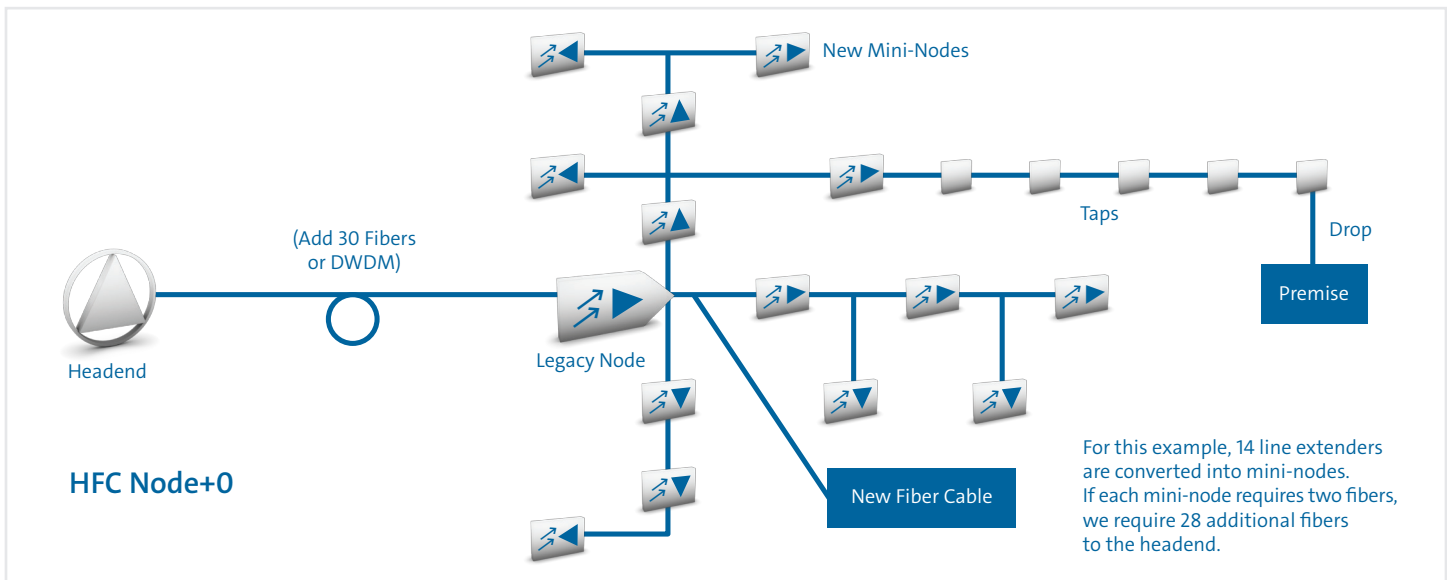 New Mini-Nodes
Taps
Drop
(Add 30 Fibers
or DWDM)
Premise
Headend
Legacy Node
HFC Node+0
New Fiber Cable
For this example, 14 line extenders
are converted into mini-nodes.
If each mini-node requires two fibers,
we require 28 additional fibers
to the headend.